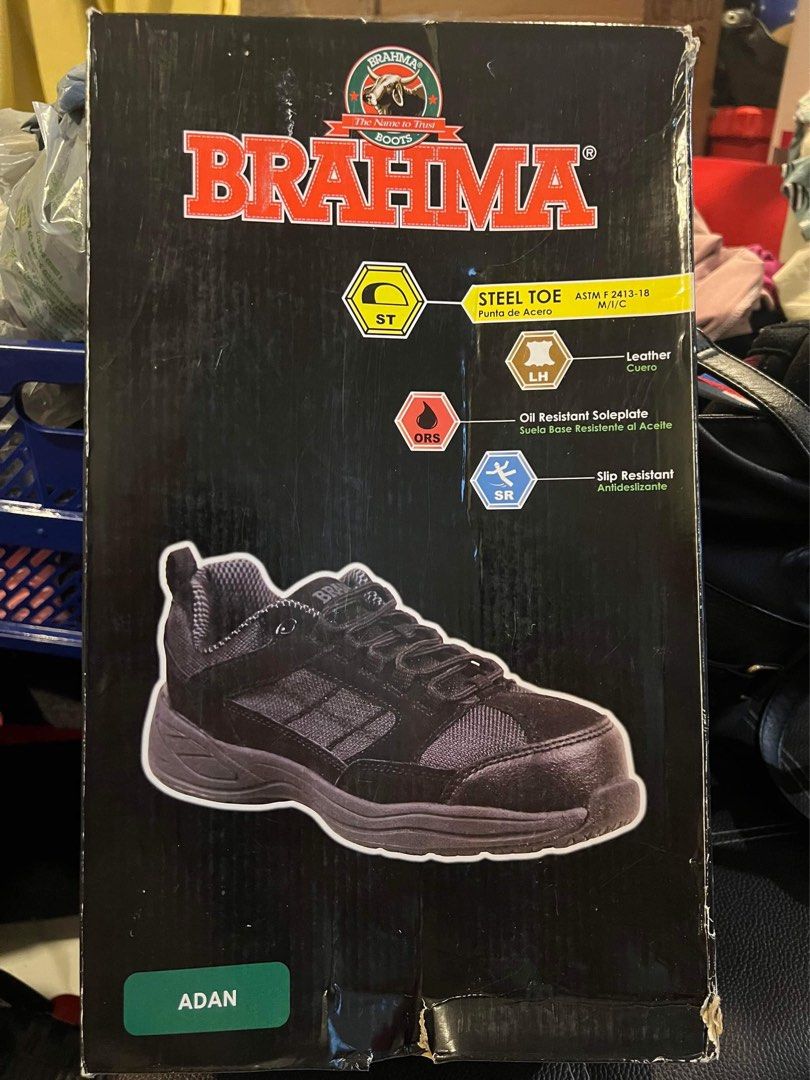 BRAHMA®
The Name to Trust
BOOTS
BRAHMA®
ST
STEEL TOE ASTM F 2413-18
Punta de Acero M/I/C
LH
Leather
Cuero
ORS
Oil Resistant Soleplate
Suela Base Resistente al Aceite
SR
Slip Resistant
Antideslizante
BRAHMA
ADAN